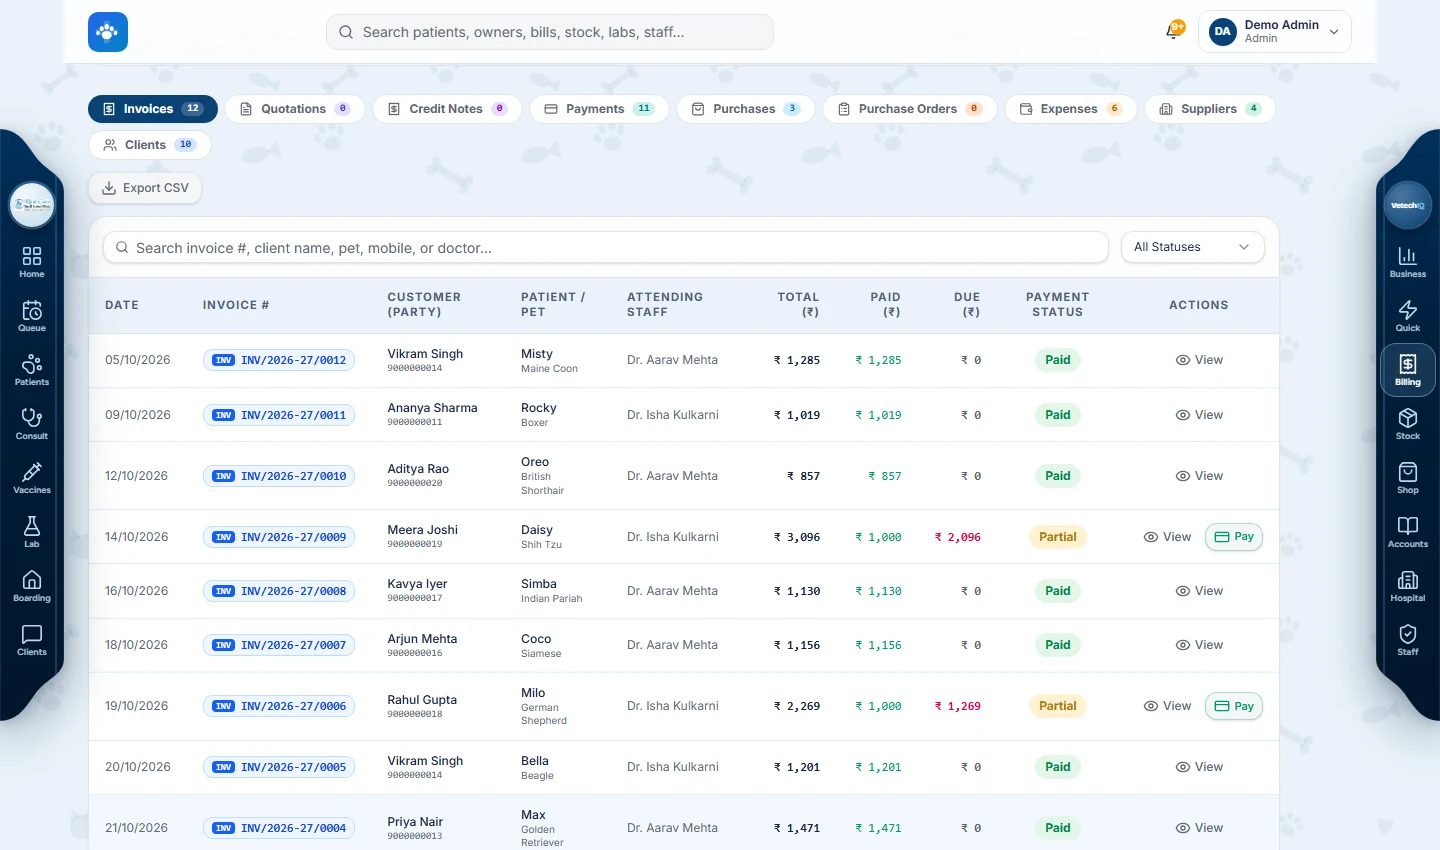 Search patients, owners, bills, stock, labs, staff...
9+
DA
Demo Admin
Admin
Invoices 12
Quotations 0
Credit Notes 0
Payments 11
Purchases 3
Purchase Orders 0
Expenses 6
Suppliers 4
Clients 10
Export CSV
Home
Queue
Patients
Consult
Vaccines
Lab
Boarding
Clients
Search invoice #, client name, pet, mobile, or doctor...
All Statuses
DATE INVOICE # CUSTOMER (PARTY) PATIENT / PET ATTENDING STAFF TOTAL (₹) PAID (₹) DUE (₹) PAYMENT STATUS ACTIONS
05/10/2026 INV INV/2026-27/0012 Vikram Singh 9000000014 Misty Maine Coon Dr. Aarav Mehta ₹ 1,285 ₹ 1,285 ₹ 0 Paid View
09/10/2026 INV INV/2026-27/0011 Ananya Sharma 9000000011 Rocky Boxer Dr. Isha Kulkarni ₹ 1,019 ₹ 1,019 ₹ 0 Paid View
12/10/2026 INV INV/2026-27/0010 Aditya Rao 9000000020 Oreo British Shorthair Dr. Aarav Mehta ₹ 857 ₹ 857 ₹ 0 Paid View
14/10/2026 INV INV/2026-27/0009 Meera Joshi 9000000019 Daisy Shih Tzu Dr. Isha Kulkarni ₹ 3,096 ₹ 1,000 ₹ 2,096 Partial View Pay
16/10/2026 INV INV/2026-27/0008 Kavya Iyer 9000000017 Simba Indian Pariah Dr. Aarav Mehta ₹ 1,130 ₹ 1,130 ₹ 0 Paid View
18/10/2026 INV INV/2026-27/0007 Arjun Mehta 9000000016 Coco Siamese Dr. Aarav Mehta ₹ 1,156 ₹ 1,156 ₹ 0 Paid View
19/10/2026 INV INV/2026-27/0006 Rahul Gupta 9000000018 Milo German Shepherd Dr. Isha Kulkarni ₹ 2,269 ₹ 1,000 ₹ 1,269 Partial View Pay
20/10/2026 INV INV/2026-27/0005 Vikram Singh 9000000014 Bella Beagle Dr. Isha Kulkarni ₹ 1,201 ₹ 1,201 ₹ 0 Paid View
21/10/2026 INV INV/2026-27/0004 Priya Nair 9000000013 Max Golden Retriever Dr. Aarav Mehta ₹ 1,471 ₹ 1,471 ₹ 0 Paid View
VetechIQ
Business
Quick
Billing
Stock
Shop
Accounts
Hospital
Staff